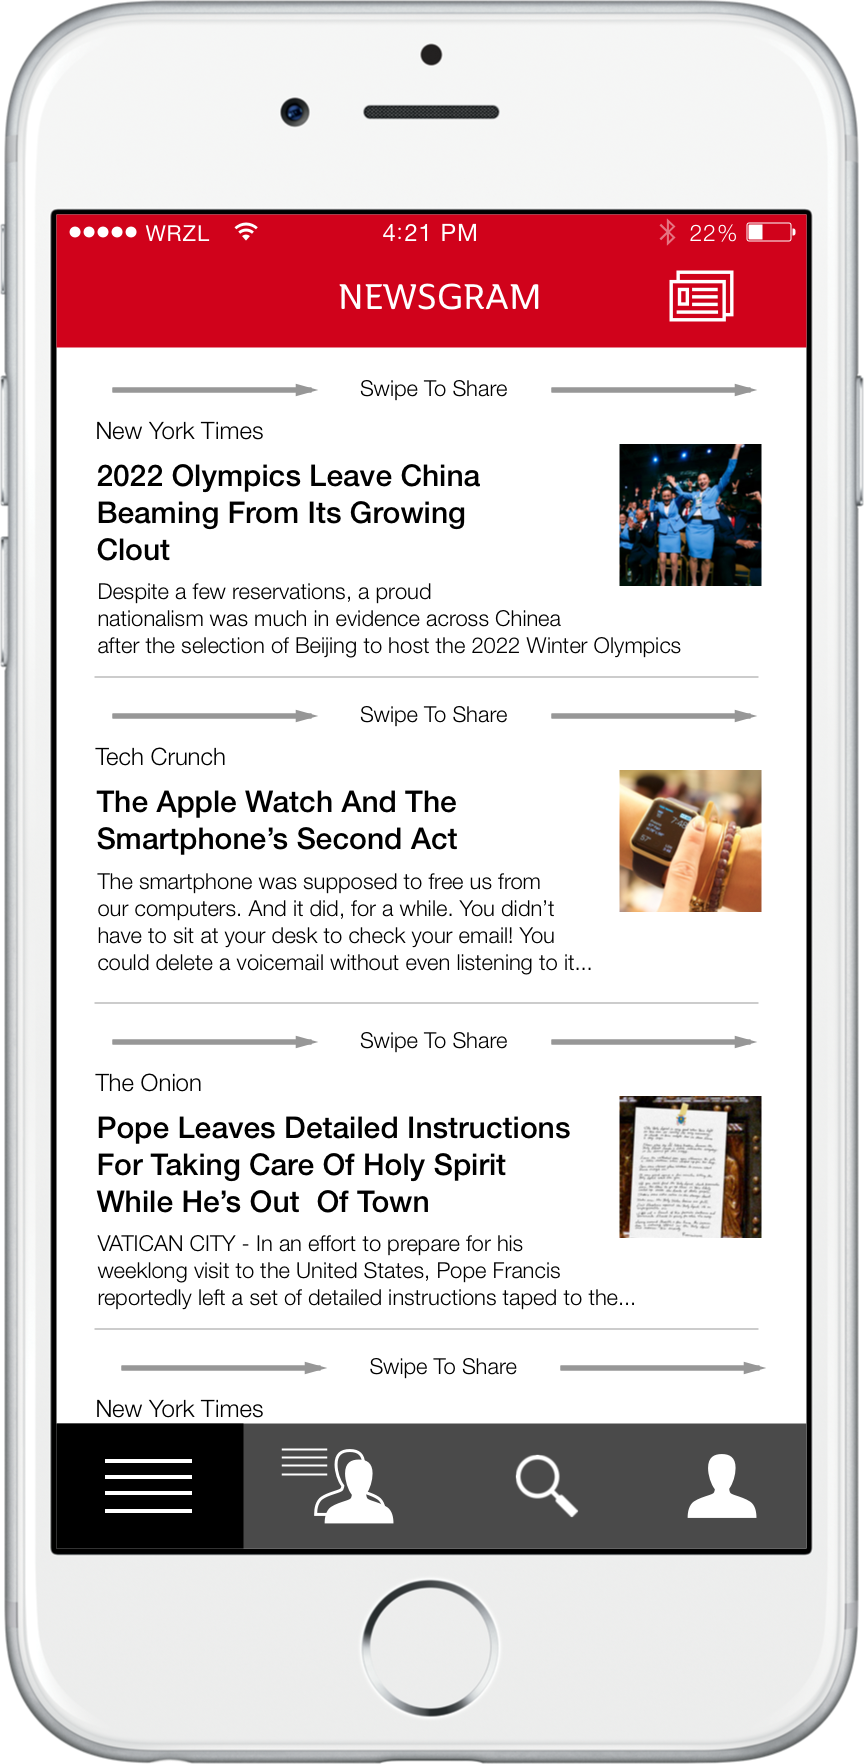 WRZL 4:21 PM 22%
NEWSGRAM
Swipe To Share
New York Times
2022 Olympics Leave China
Beaming From Its Growing
Clout
Despite a few reservations, a proud
nationalism was much in evidence across Chinea
after the selection of Beijing to host the 2022 Winter Olympics
Swipe To Share
Tech Crunch
The Apple Watch And The
Smartphone’s Second Act
The smartphone was supposed to free us from
our computers. And it did, for a while. You didn’t
have to sit at your desk to check your email! You
could delete a voicemail without even listening to it...
Swipe To Share
The Onion
Pope Leaves Detailed Instructions
For Taking Care Of Holy Spirit
While He’s Out  Of Town
VATICAN CITY - In an effort to prepare for his
weeklong visit to the United States, Pope Francis
reportedly left a set of detailed instructions taped to the...
Swipe To Share
New York Times